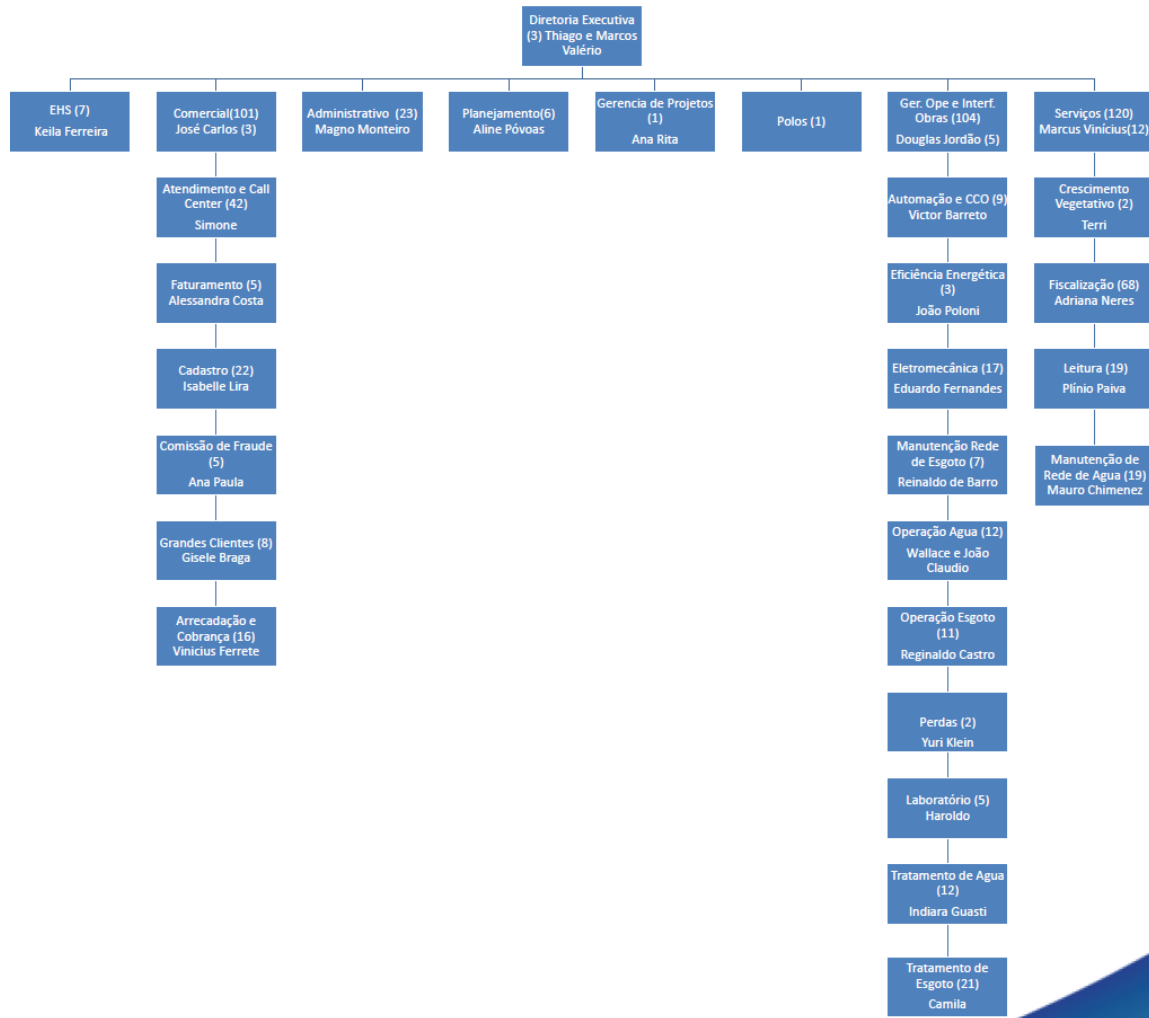 Diretoria Executiva
(3) Thiago e Marcos
Valério
EHS (7)
Keila Ferreira
Comercial(101)
José Carlos (3)
Administrativo (23)
Magno Monteiro
Planejamento(6)
Aline Póvoas
Gerencia de Projetos
(1)
Ana Rita
Polos (1)
Ger. Ope e Interf.
Obras (104)
Douglas Jordão (5)
Serviços (120)
Marcus Vinícius(12)
Atendimento e Call
Center (42)
Simone
Faturamento (5)
Alessandra Costa
Cadastro (22)
Isabelle Lira
Comissão de Fraude
(5)
Ana Paula
Grandes Clientes (8)
Gisele Braga
Arrecadação e
Cobrança (16)
Vinicius Ferrete
Automação e CCO (9)
Victor Barreto
Eficiência Energética
(3)
João Poloni
Eletromecânica (17)
Eduardo Fernandes
Manutenção Rede
de Esgoto (7)
Reinaldo de Barro
Operação Agua (12)
Wallace e João
Claudio
Operação Esgoto
(11)
Reginaldo Castro
Perdas (2)
Yuri Klein
Laboratório (5)
Haroldo
Tratamento de Agua
(12)
Indiara Guasti
Tratamento de
Esgoto (21)
Camila
Crescimento
Vegetativo (2)
Terri
Fiscalização (68)
Adriana Neres
Leitura (19)
Plínio Paiva
Manutenção de
Rede de Agua (19)
Mauro Chimenez